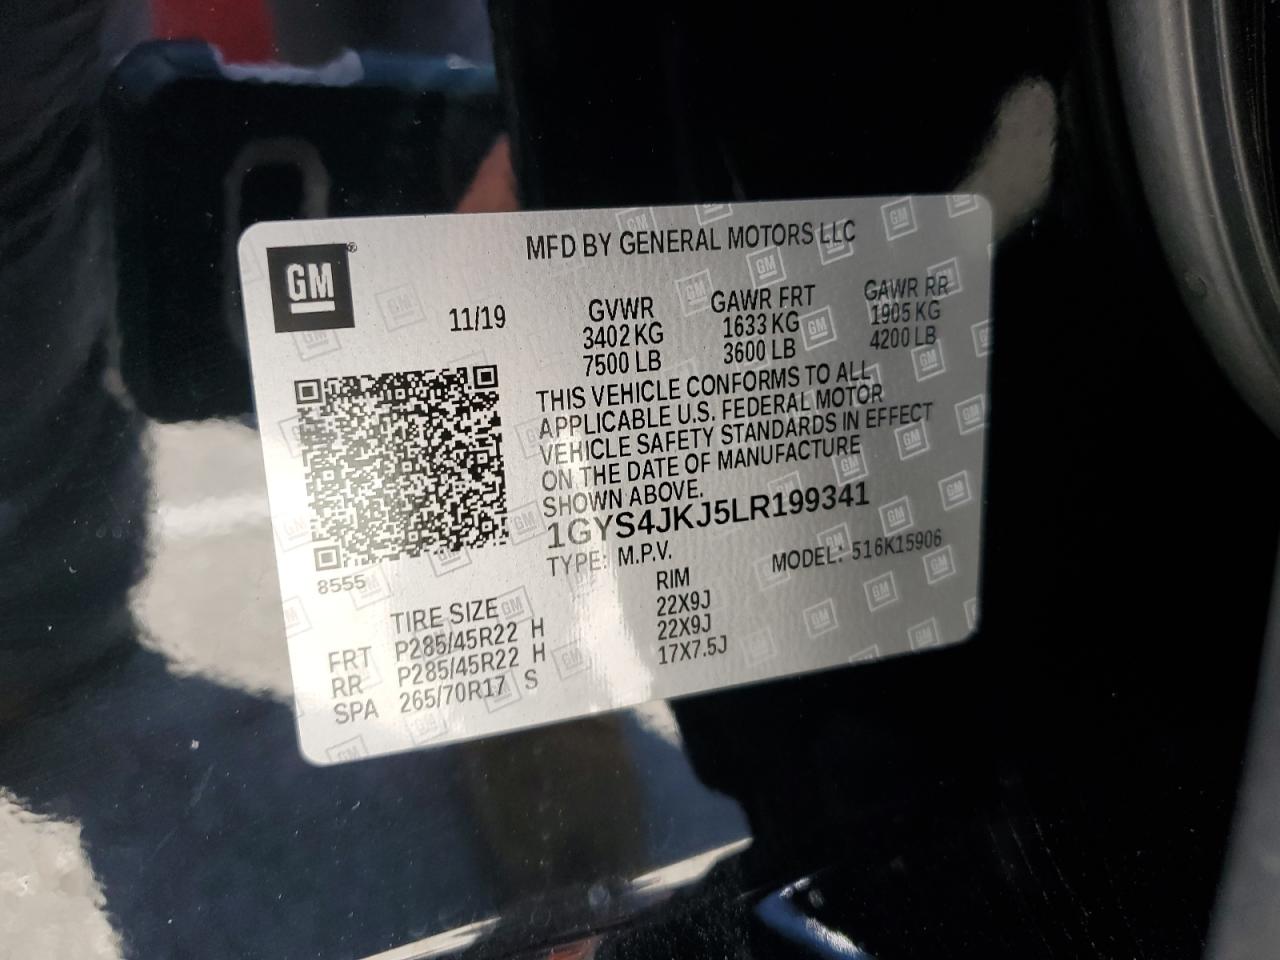 GM
MFD BY GENERAL MOTORS LLC
11/19
GVWR GAWR FRT GAWR RR
3402 KG 1633 KG 1905 KG
7500 LB 3600 LB 4200 LB
THIS VEHICLE CONFORMS TO ALL
APPLICABLE U.S. FEDERAL MOTOR
VEHICLE SAFETY STANDARDS IN EFFECT
ON THE DATE OF MANUFACTURE
SHOWN ABOVE.
1GYS4JKJ5LR199341
TYPE: M.P.V. MODEL: 516K15906
8555
TIRE SIZE RIM
FRT P285/45R22 H 22X9J
RR P285/45R22 H 22X9J
SPA 265/70R17 S 17X7.5J